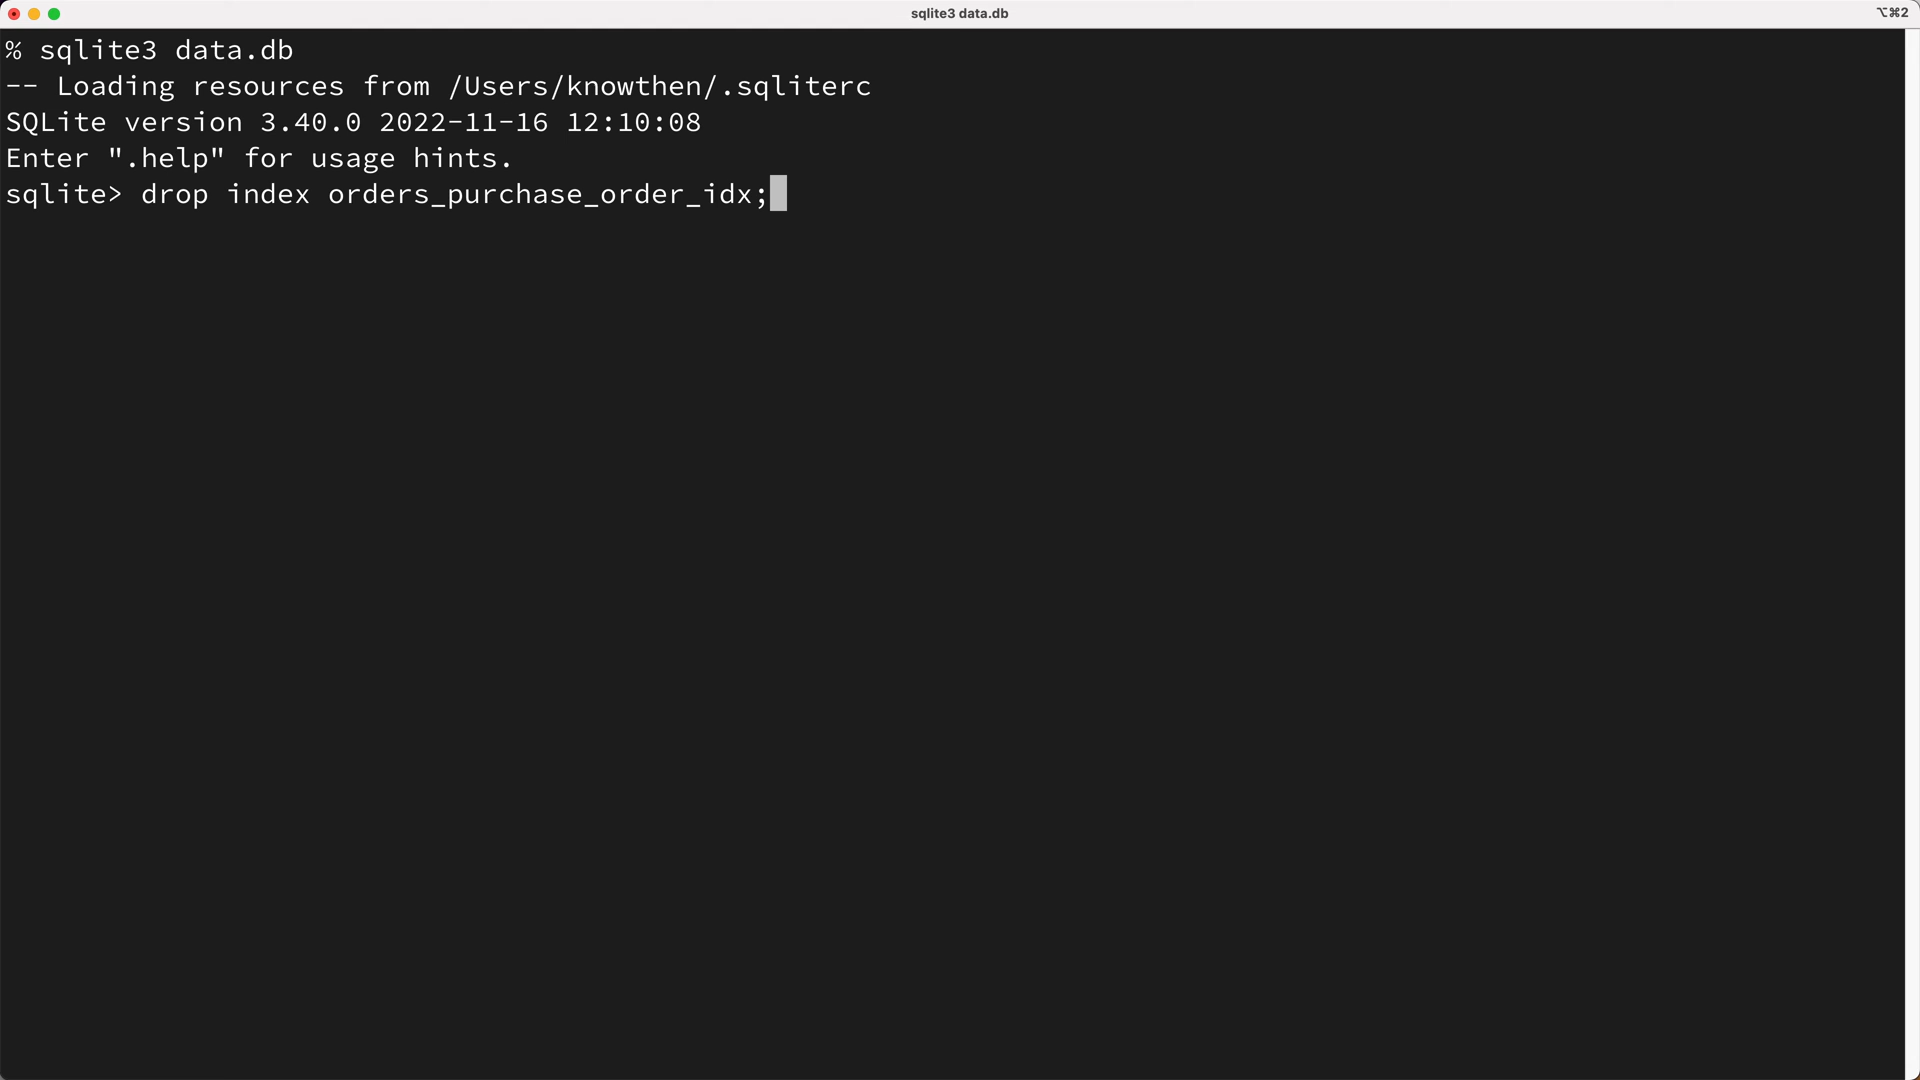 sqlite3 data.db
⌥⌘2
% sqlite3 data.db
-- Loading resources from /Users/knowthen/.sqliterc
SQLite version 3.40.0 2022-11-16 12:10:08
Enter ".help" for usage hints.
sqlite> drop index orders_purchase_order_idx;